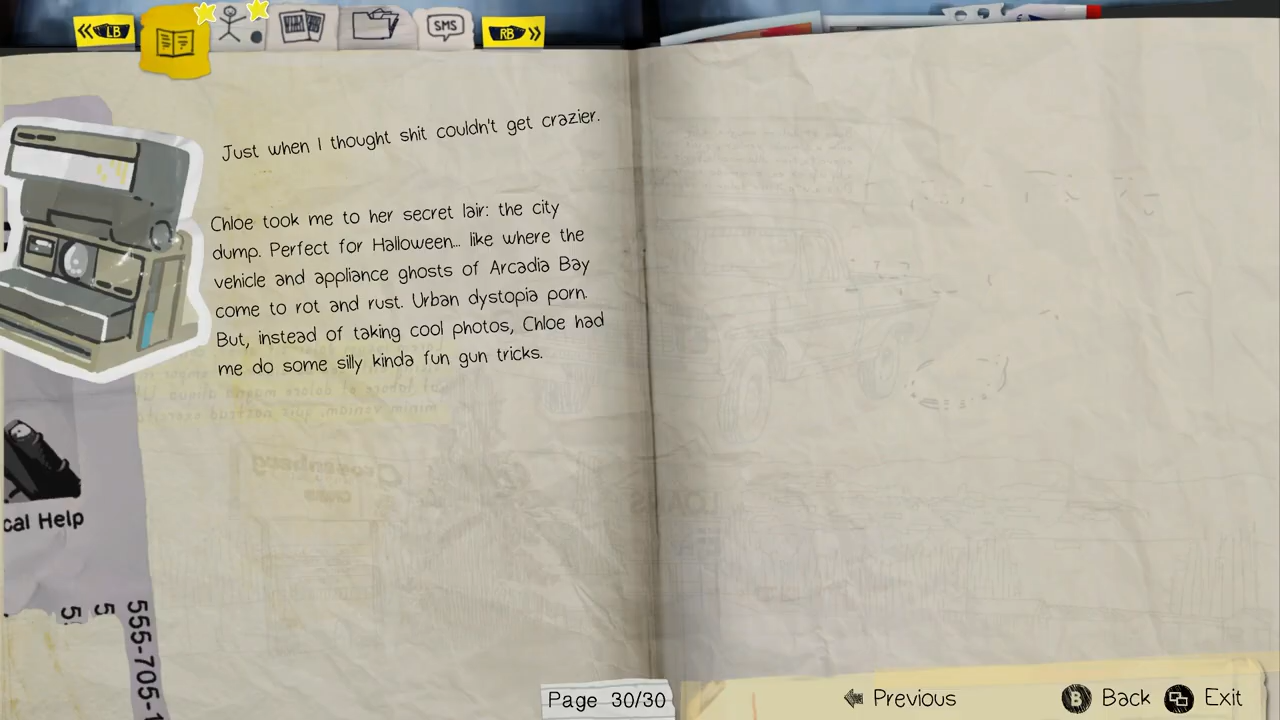 LB
SMS
RB
Just when I thought shit couldn't get crazier.
Chloe took me to her secret lair: the city
dump. Perfect for Halloween... like where the
vehicle and appliance ghosts of Arcadia Bay
come to rot and rust. Urban dystopia porn.
But, instead of taking cool photos, Chloe had
me do some silly kinda fun gun tricks.
cal Help
5
5
555-705-1
Page 30/30
Previous
B Back
Exit